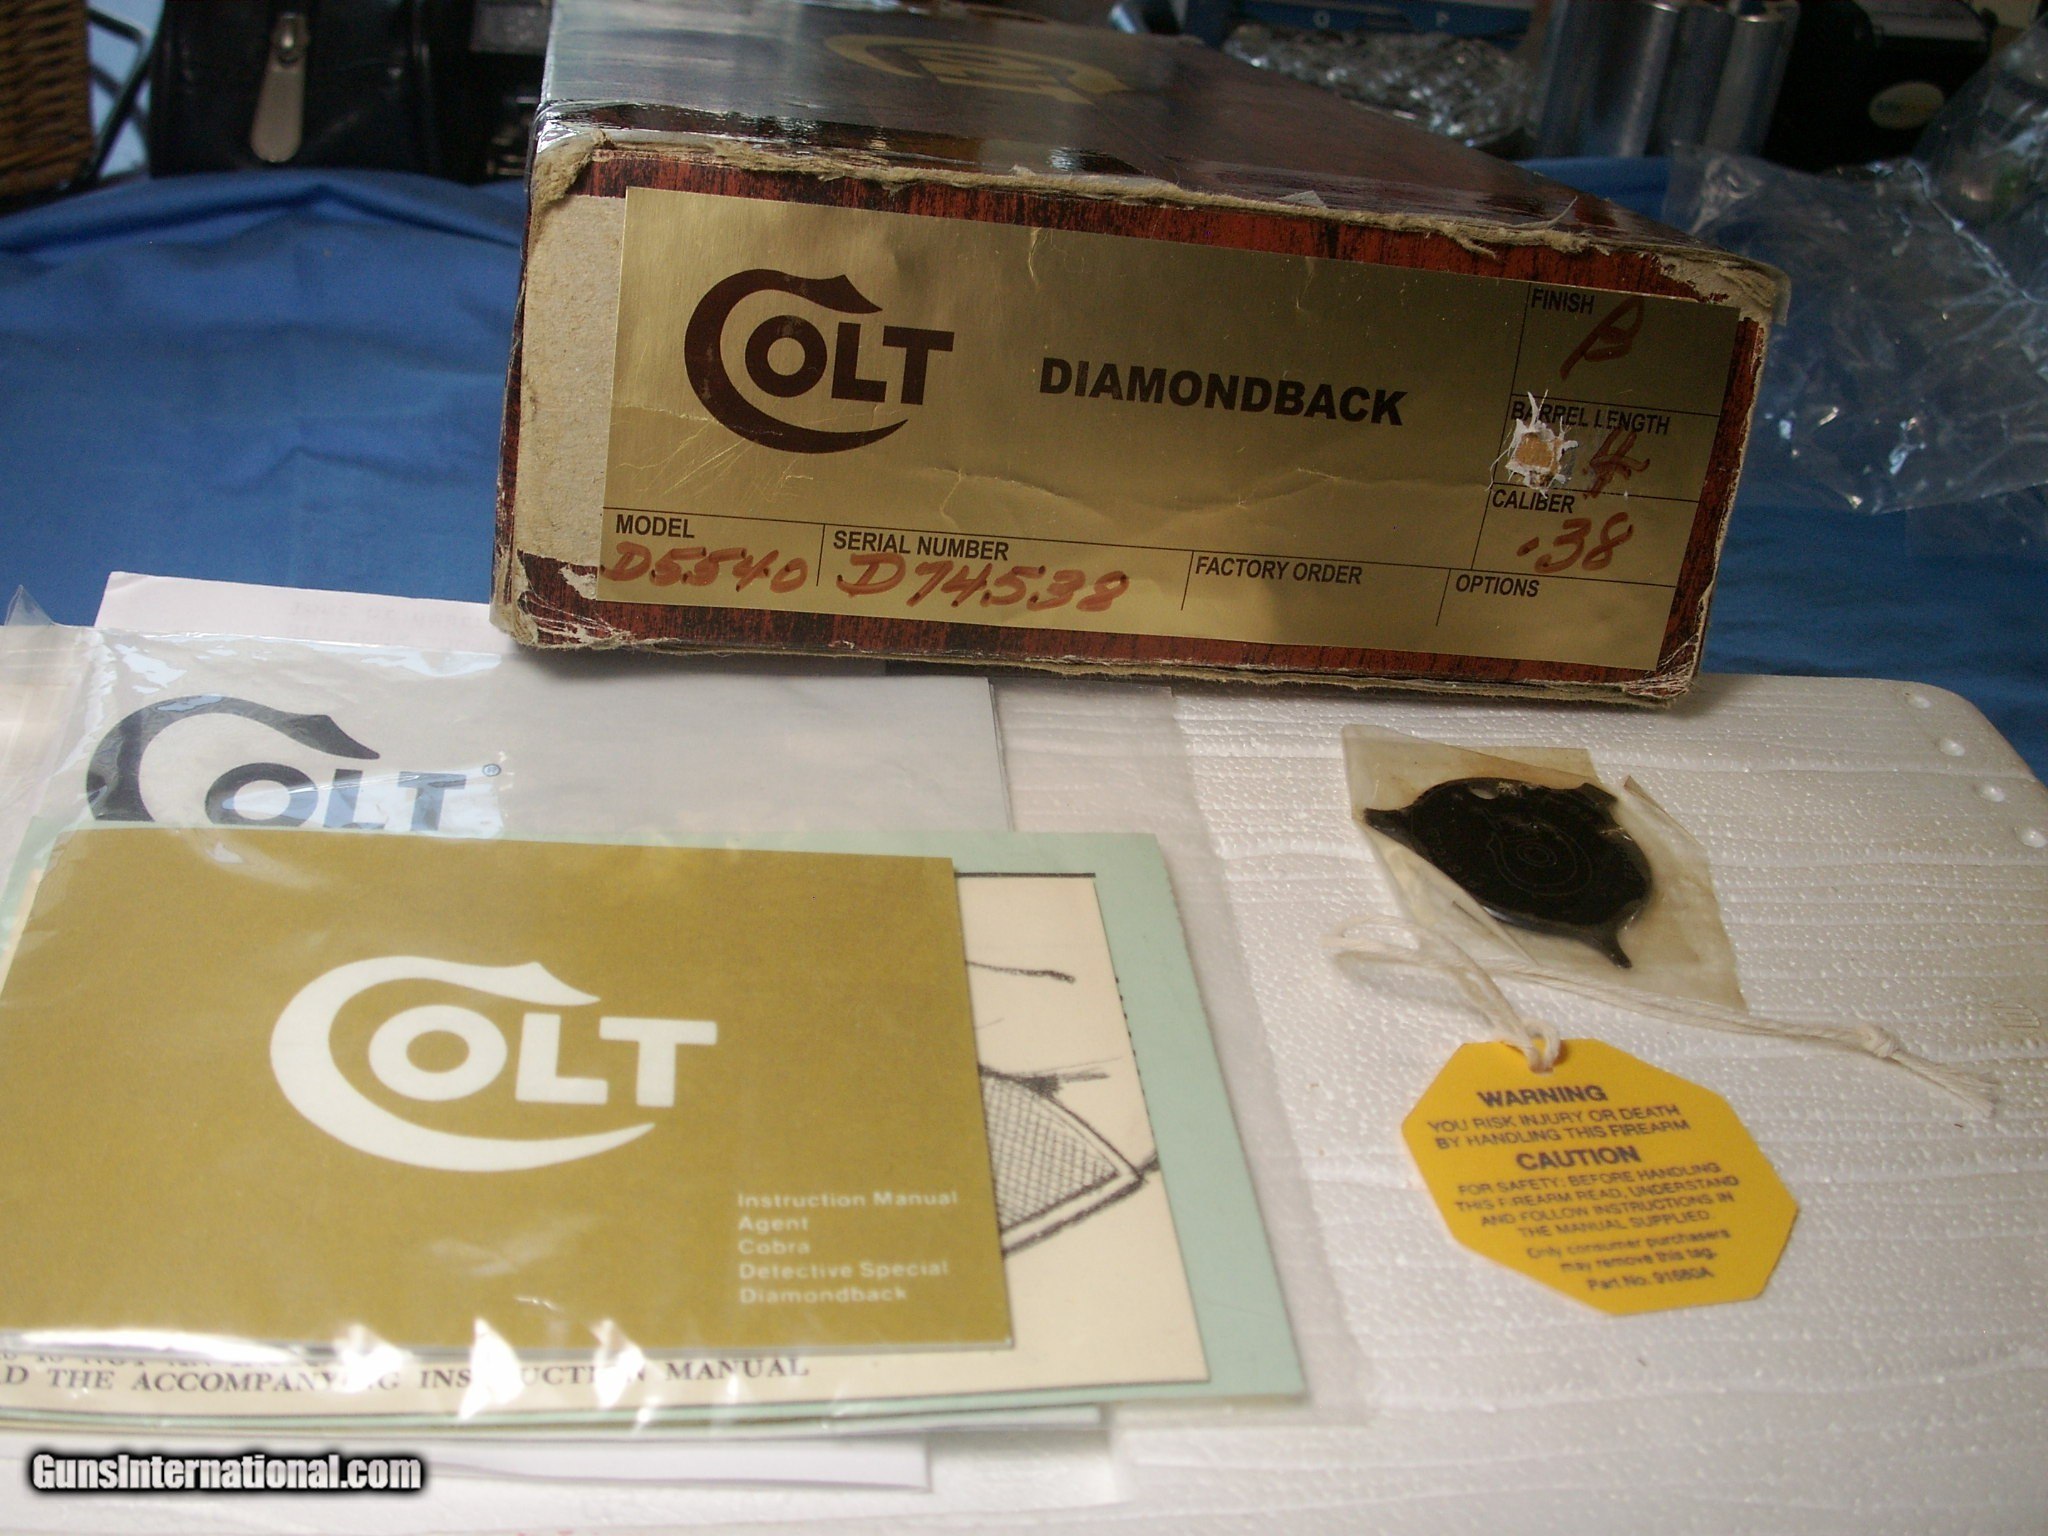 COLT
DIAMONDBACK
FINISH
B
BARREL LENGTH
4
CALIBER
.38
MODEL
D5540
SERIAL NUMBER
D74538
FACTORY ORDER
OPTIONS
COLT®
COLT
Instruction Manual
Agent
Cobra
Detective Special
Diamondback
THE ACCOMPANYING INSTRUCTION MANUAL
WARNING
YOU RISK INJURY OR DEATH
BY HANDLING THIS FIREARM
CAUTION
FOR SAFETY: BEFORE HANDLING
THIS FIREARM READ, UNDERSTAND
AND FOLLOW INSTRUCTIONS IN
THE MANUAL SUPPLIED.
Only consumer purchasers
may remove this tag.
Part No. 91680A
GunsInternational.com